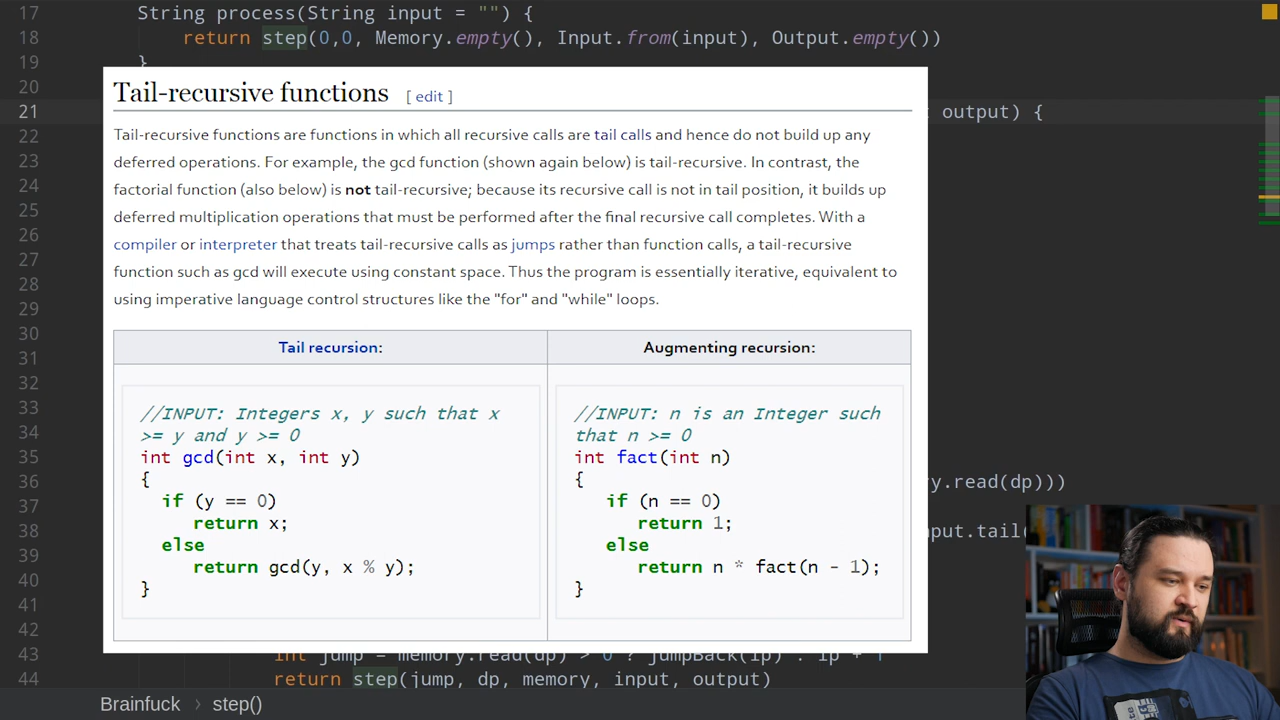 17 String process(String input = "") {
18 return step(0,0, Memory.empty(), Input.from(input), Output.empty())
19 }
20
Tail-recursive functions [ edit ]
21 output) {
22
Tail-recursive functions are functions in which all recursive calls are tail calls and hence do not build up any
23
deferred operations. For example, the gcd function (shown again below) is tail-recursive. In contrast, the
24
factorial function (also below) is not tail-recursive; because its recursive call is not in tail position, it builds up
25
deferred multiplication operations that must be performed after the final recursive call completes. With a
26
compiler or interpreter that treats tail-recursive calls as jumps rather than function calls, a tail-recursive
27
function such as gcd will execute using constant space. Thus the program is essentially iterative, equivalent to
28
using imperative language control structures like the "for" and "while" loops.
29
30
Tail recursion: Augmenting recursion:
31
32
33
//INPUT: Integers x, y such that x
>= y and y >= 0
int gcd(int x, int y)
{
if (y == 0)
return x;
else
return gcd(y, x % y);
}
//INPUT: n is an Integer such
that n >= 0
int fact(int n)
{
if (n == 0)
return 1;
else
return n * fact(n - 1);
}
34
35
36 y.read(dp)))
37
38 put.tail(
39
40
41
42
43 int jump = memory.read(dp) > 0 ? jumpBack(ip) : ip + 1
44 return step(jump, dp, memory, input, output)
Brainfuck › step()